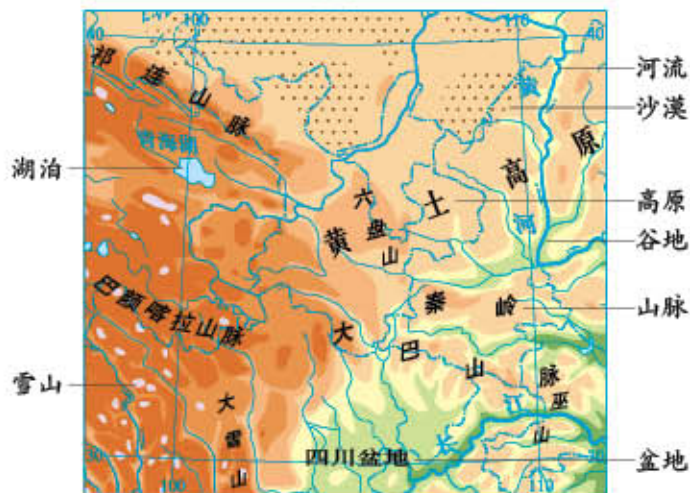 100
110
40
40
祁连山脉
青海湖
黄土高原
黄河
六盘山
秦岭
巴颜喀拉山脉
大巴山脉
巫山
大雪山
四川盆地
长江
30
100
110
河流
沙漠
高原
谷地
山脉
盆地
湖泊
雪山